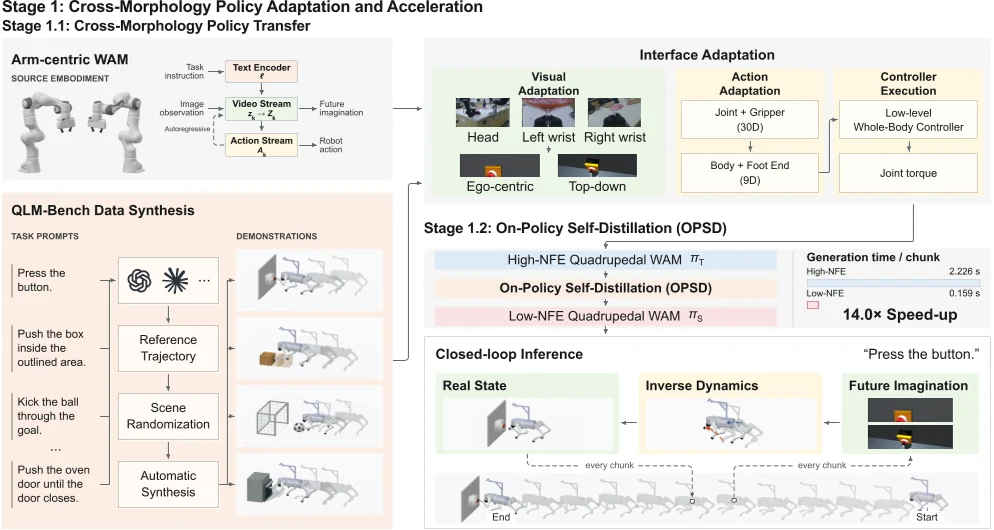 Stage 1: Cross-Morphology Policy Adaptation and Acceleration
Stage 1.1: Cross-Morphology Policy Transfer
Arm-centric WAM
SOURCE EMBODIMENT
Task
instruction
Text Encoder
ℓ
Image
observation
Video Stream
zₖ → Zₖ
Future
imagination
Autoregressive
Action Stream
Aₖ
Robot
action
QLM-Bench Data Synthesis
TASK PROMPTS
DEMONSTRATIONS
Press the
button.
...
Push the box
inside the
outlined area.
Reference
Trajectory
Kick the ball
through the
goal.
Scene
Randomization
...
Push the oven
door until the
door closes.
Automatic
Synthesis
Interface Adaptation
Visual
Adaptation
Head
Left wrist
Right wrist
Ego-centric
Top-down
Action
Adaptation
Joint + Gripper
(30D)
Body + Foot End
(9D)
Controller
Execution
Low-level
Whole-Body Controller
Joint torque
Stage 1.2: On-Policy Self-Distillation (OPSD)
High-NFE Quadrupedal WAM π_T
On-Policy Self-Distillation (OPSD)
Low-NFE Quadrupedal WAM π_S
Generation time / chunk
High-NFE 2.226 s
Low-NFE 0.159 s
14.0× Speed-up
Closed-loop Inference
“Press the button.”
Real State
Inverse Dynamics
Future Imagination
every chunk
every chunk
End
Start